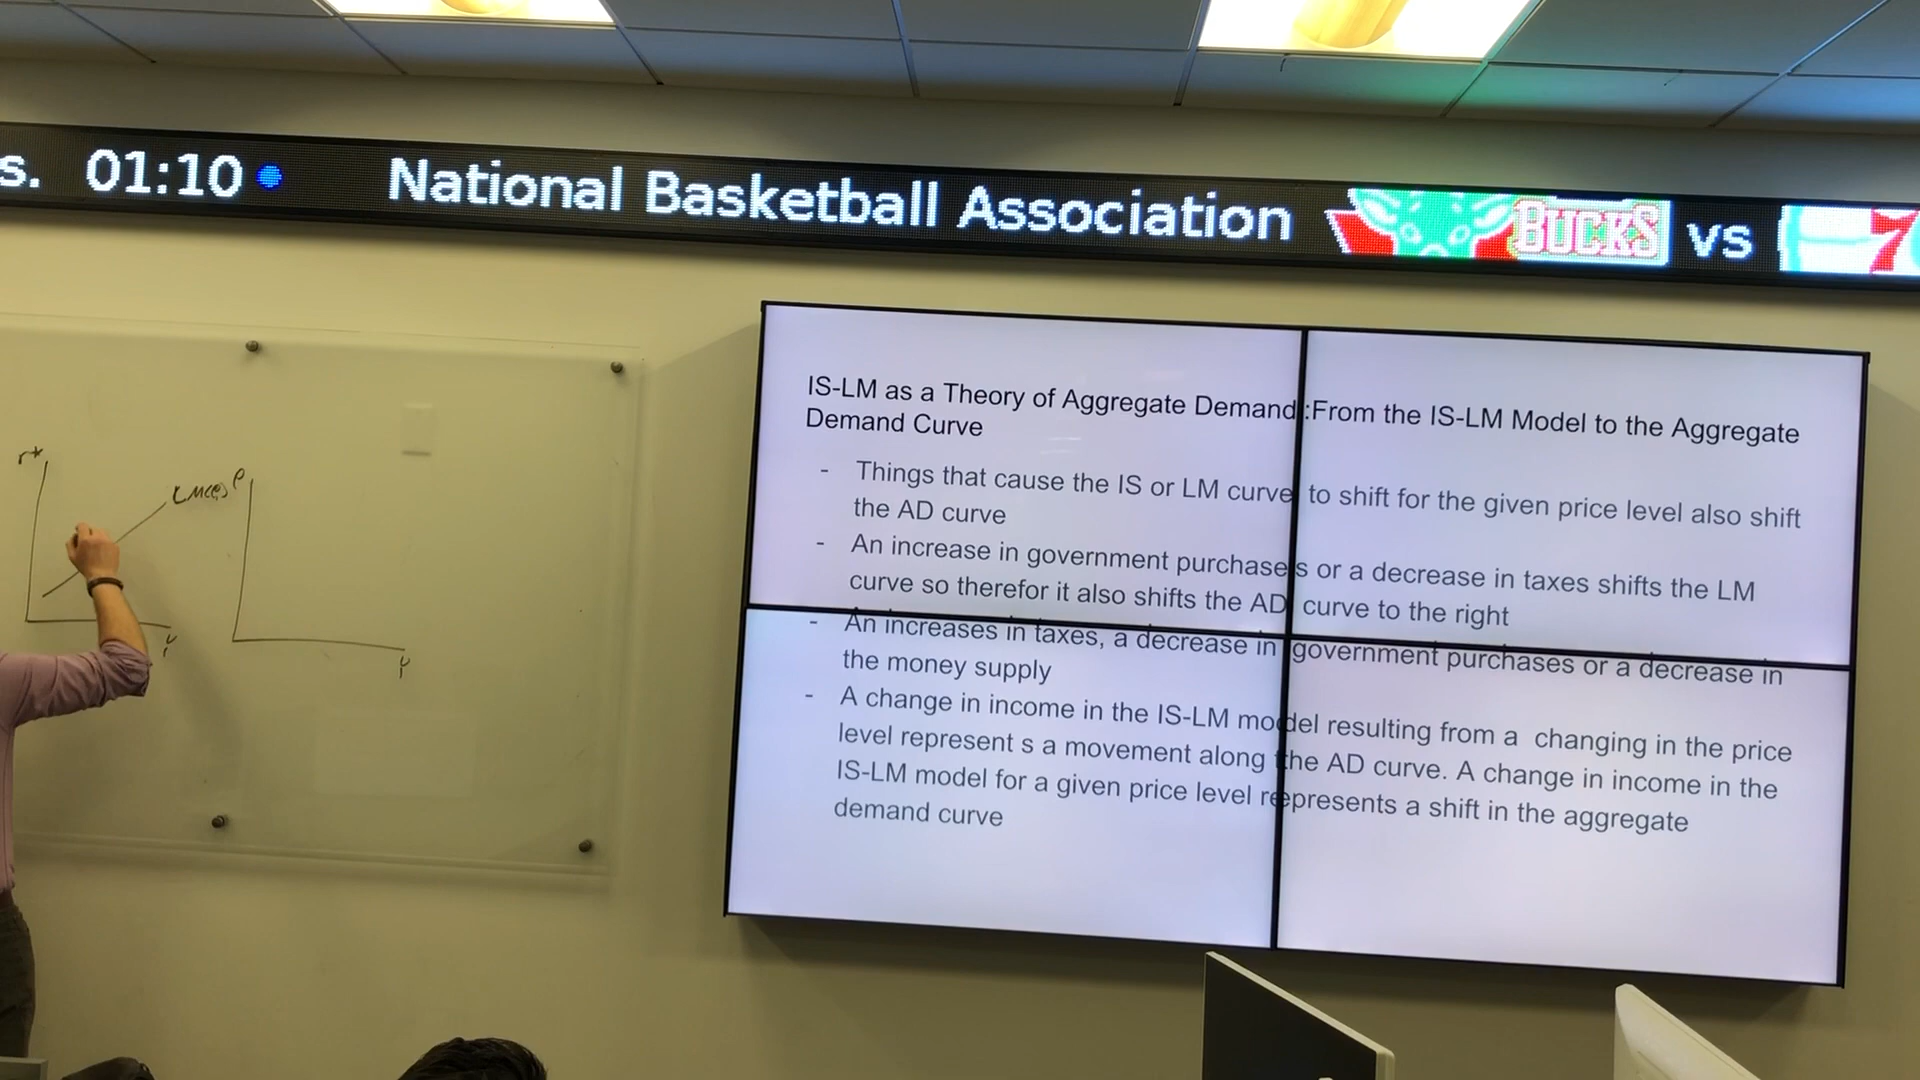 s. 01:10 National Basketball Association BUCKS vs 7
IS-LM as a Theory of Aggregate Demand :From the IS-LM Model to the Aggregate
Demand Curve
- Things that cause the IS or LM curve to shift for the given price level also shift
the AD curve
- An increase in government purchases or a decrease in taxes shifts the LM
curve so therefor it also shifts the AD curve to the right
- An increases in taxes, a decrease in government purchases or a decrease in
the money supply
- A change in income in the IS-LM model resulting from a changing in the price
level represent s a movement along the AD curve. A change in income in the
IS-LM model for a given price level represents a shift in the aggregate
demand curve
r*
P
Y
Y